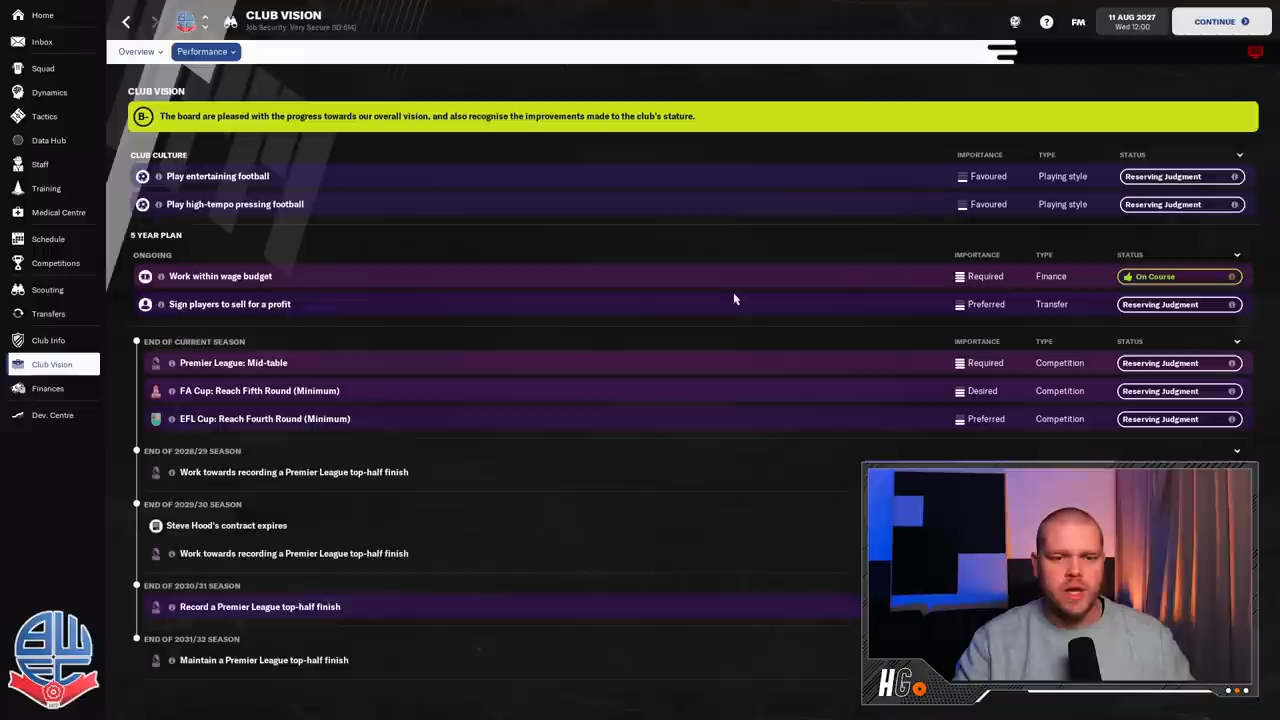 Home
CLUB VISION
Job Security: Very Secure (ID:614)
FM
11 AUG 2027
Wed 12:00
CONTINUE
Inbox
Overview
Performance
Squad
Dynamics
Tactics
Data Hub
Staff
Training
Medical Centre
Schedule
Competitions
Scouting
Transfers
Club Info
Club Vision
Finances
Dev. Centre
CLUB VISION
B- The board are pleased with the progress towards our overall vision, and also recognise the improvements made to the club's stature.
CLUB CULTURE IMPORTANCE TYPE STATUS
Play entertaining football Favoured Playing style Reserving Judgment
Play high-tempo pressing football Favoured Playing style Reserving Judgment
5 YEAR PLAN
ONGOING IMPORTANCE TYPE STATUS
Work within wage budget Required Finance On Course
Sign players to sell for a profit Preferred Transfer Reserving Judgment
END OF CURRENT SEASON IMPORTANCE TYPE STATUS
Premier League: Mid-table Required Competition Reserving Judgment
FA Cup: Reach Fifth Round (Minimum) Desired Competition Reserving Judgment
EFL Cup: Reach Fourth Round (Minimum) Preferred Competition Reserving Judgment
END OF 2028/29 SEASON
Work towards recording a Premier League top-half finish
END OF 2029/30 SEASON
Steve Hood's contract expires
Work towards recording a Premier League top-half finish
END OF 2030/31 SEASON
Record a Premier League top-half finish
END OF 2031/32 SEASON
Maintain a Premier League top-half finish
HG